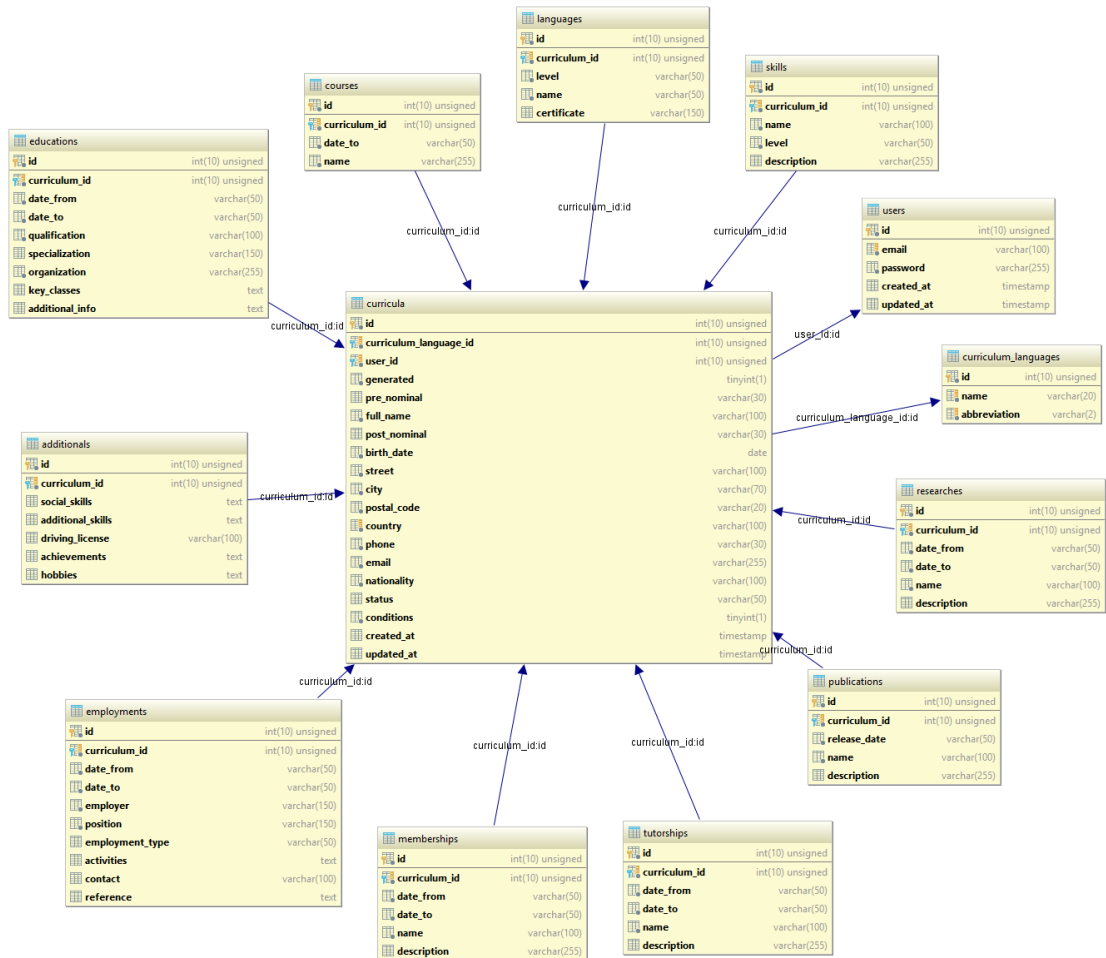 languages
id int(10) unsigned
curriculum_id int(10) unsigned
level varchar(50)
name varchar(50)
certificate varchar(150)
skills
id int(10) unsigned
curriculum_id int(10) unsigned
name varchar(100)
level varchar(50)
description varchar(255)
courses
id int(10) unsigned
curriculum_id int(10) unsigned
date_to varchar(50)
name varchar(255)
educations
id int(10) unsigned
curriculum_id int(10) unsigned
date_from varchar(50)
date_to varchar(50)
qualification varchar(100)
specialization varchar(150)
organization varchar(255)
key_classes text
additional_info text
users
id int(10) unsigned
email varchar(100)
password varchar(255)
created_at timestamp
updated_at timestamp
curriculum_id:id
curriculum_id:id
curriculum_id:id
curriculum_id:id
user_id:id
curricula
id int(10) unsigned
curriculum_language_id int(10) unsigned
user_id int(10) unsigned
generated tinyint(1)
pre_nominal varchar(30)
full_name varchar(100)
post_nominal varchar(30)
birth_date date
street varchar(100)
city varchar(70)
postal_code varchar(20)
country varchar(100)
phone varchar(30)
email varchar(255)
nationality varchar(100)
status varchar(50)
conditions tinyint(1)
created_at timestamp
updated_at timestamp
curriculum_languages
id int(10) unsigned
name varchar(20)
abbreviation varchar(2)
curriculum_language_id:id
additionals
id int(10) unsigned
curriculum_id int(10) unsigned
social_skills text
additional_skills text
driving_license varchar(100)
achievements text
hobbies text
curriculum_id:id
researches
id int(10) unsigned
curriculum_id int(10) unsigned
date_from varchar(50)
date_to varchar(50)
name varchar(100)
description varchar(255)
curriculum_id:id
curriculum_id:id
publications
id int(10) unsigned
curriculum_id int(10) unsigned
release_date varchar(50)
name varchar(100)
description varchar(255)
curriculum_id:id
employments
id int(10) unsigned
curriculum_id int(10) unsigned
date_from varchar(50)
date_to varchar(50)
employer varchar(150)
position varchar(150)
employment_type varchar(50)
activities text
contact varchar(100)
reference text
curriculum_id:id
curriculum_id:id
memberships
id int(10) unsigned
curriculum_id int(10) unsigned
date_from varchar(50)
date_to varchar(50)
name varchar(100)
description varchar(255)
tutorships
id int(10) unsigned
curriculum_id int(10) unsigned
date_from varchar(50)
date_to varchar(50)
name varchar(100)
description varchar(255)